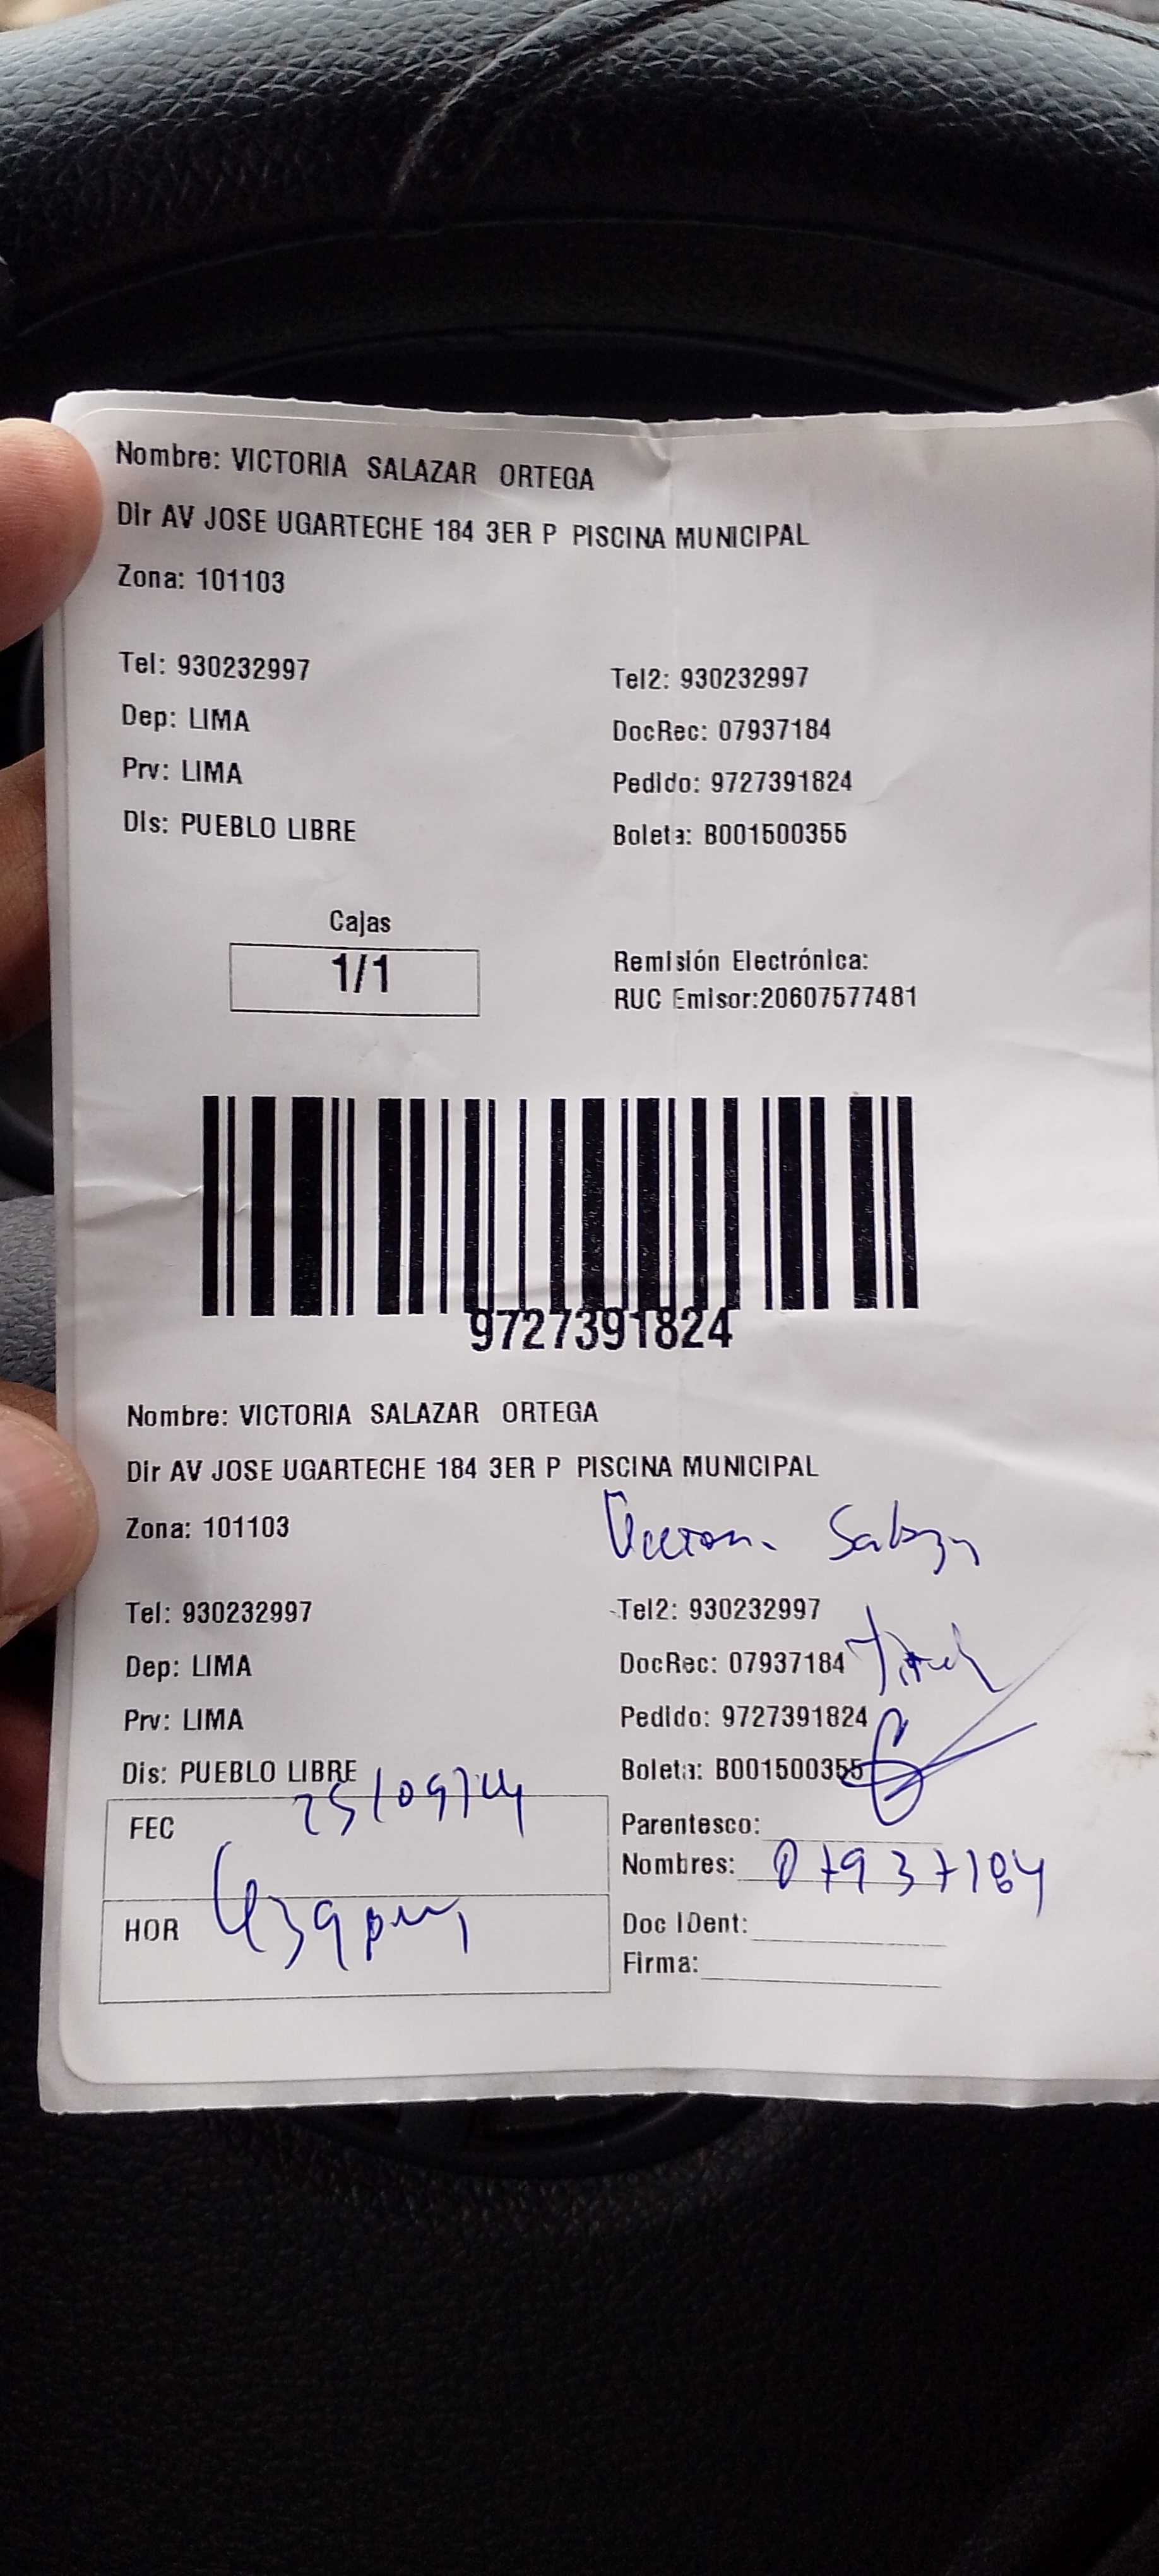 Nombre: VICTORIA SALAZAR ORTEGA
Dir AV JOSE UGARTECHE 184 3ER P PISCINA MUNICIPAL
Zona: 101103
Tel: 930232997 Tel2: 930232997
Dep: LIMA DocRec: 07937184
Prv: LIMA Pedido: 9727391824
Dis: PUEBLO LIBRE Boleta: B001500355
Cajas
1/1
Remisión Electrónica:
RUC Emisor:20607577481
9727391824
Nombre: VICTORIA SALAZAR ORTEGA
Dir AV JOSE UGARTECHE 184 3ER P PISCINA MUNICIPAL
Zona: 101103
Victoria Salazar
Tel: 930232997 Tel2: 930232997
Dep: LIMA DocRec: 07937184
Prv: LIMA Pedido: 9727391824
Dis: PUEBLO LIBRE Boleta: B001500355
FEC 25/09/24
Parentesco:
Nombres: 07937184
HOR 439pm
Doc IDent:
Firma: